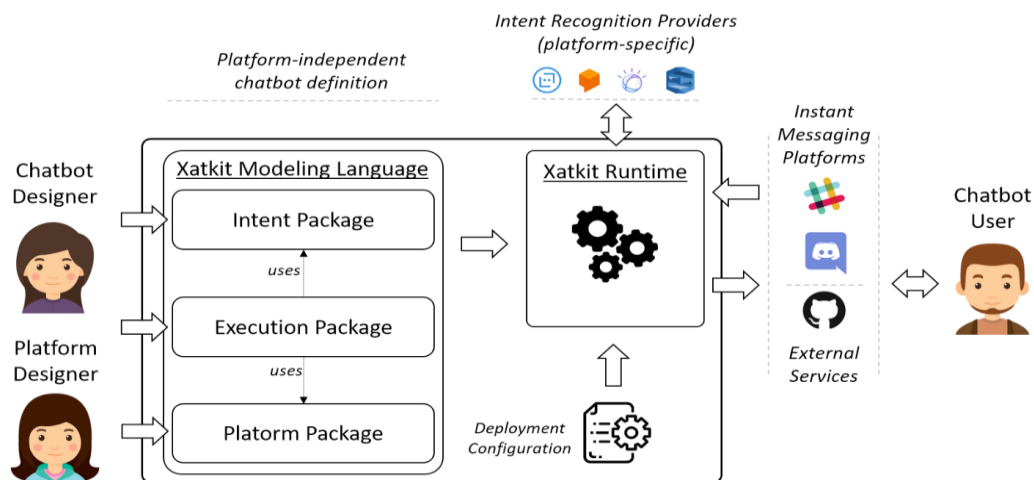 Platform-independent
chatbot definition
Intent Recognition Providers
(platform-specific)
Instant
Messaging
Platforms
Chatbot
Designer
Xatkit Modeling Language
Intent Package
uses
Execution Package
uses
Platorm Package
Platform
Designer
Xatkit Runtime
Deployment
Configuration
External
Services
Chatbot
User